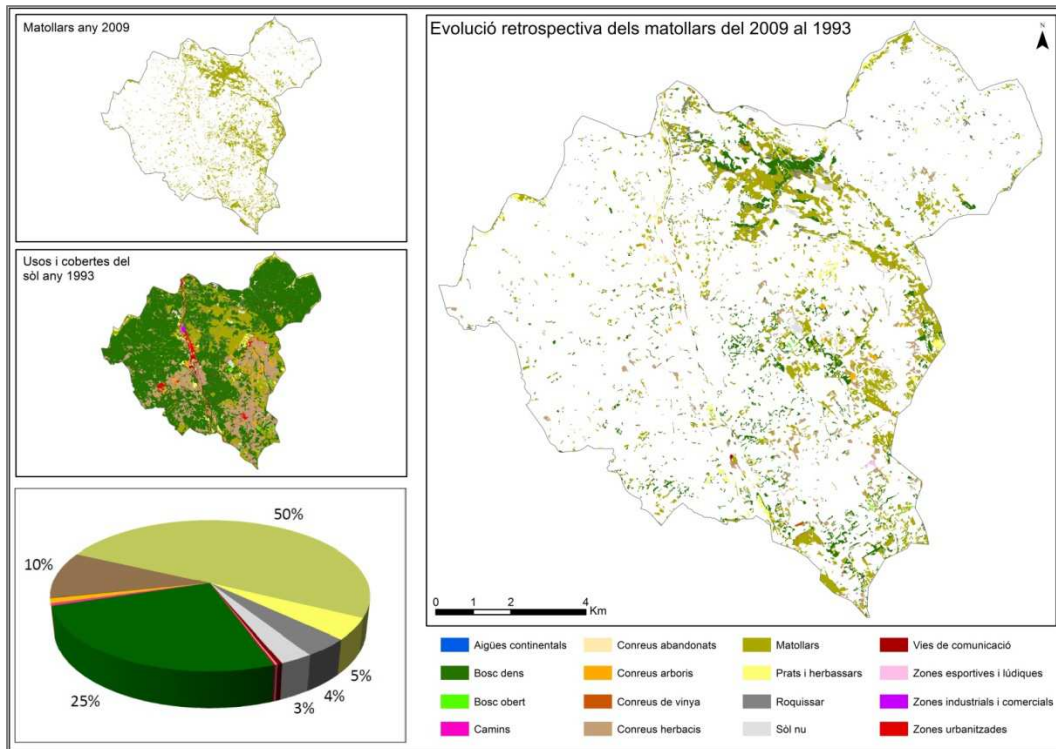 Matollars any 2009
Usos i cobertes del
sòl any 1993
50%
10%
25%
3%
4%
5%
Evolució retrospectiva dels matollars del 2009 al 1993
N
0 1 2 4
Km
Aigües continentals
Bosc dens
Bosc obert
Camins
Conreus abandonats
Conreus arboris
Conreus de vinya
Conreus herbacis
Matollars
Prats i herbassars
Roquissar
Sòl nu
Vies de comunicació
Zones esportives i lúdiques
Zones industrials i comercials
Zones urbanitzades